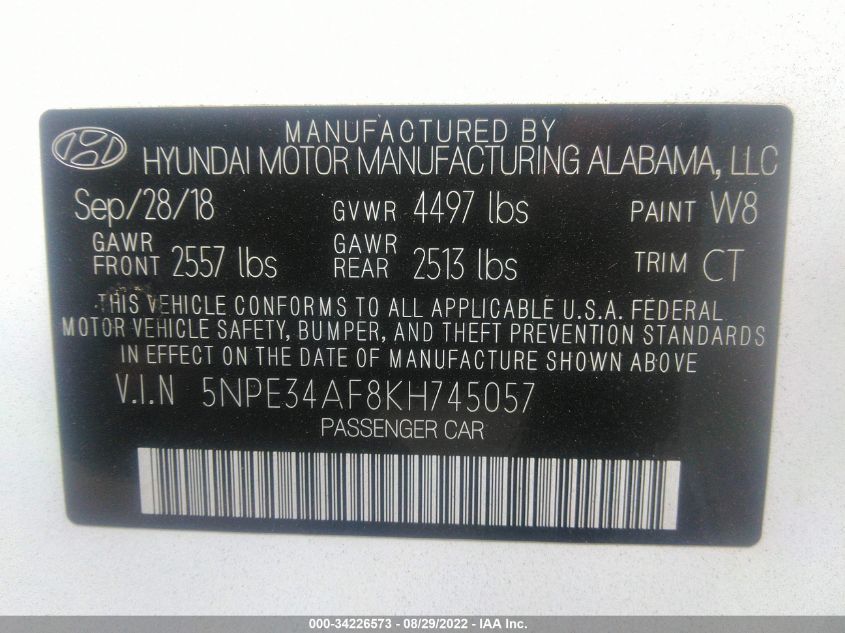 MANUFACTURED BY
HYUNDAI MOTOR MANUFACTURING ALABAMA, LLC
Sep/28/18 GVWR 4497 lbs PAINT W8
GAWR FRONT 2557 lbs GAWR REAR 2513 lbs TRIM CT
THIS VEHICLE CONFORMS TO ALL APPLICABLE U.S.A. FEDERAL
MOTOR VEHICLE SAFETY, BUMPER, AND THEFT PREVENTION STANDARDS
IN EFFECT ON THE DATE OF MANUFACTURE SHOWN ABOVE
V.I.N 5NPE34AF8KH745057
PASSENGER CAR
000-34226573 - 08/29/2022 - IAA Inc.